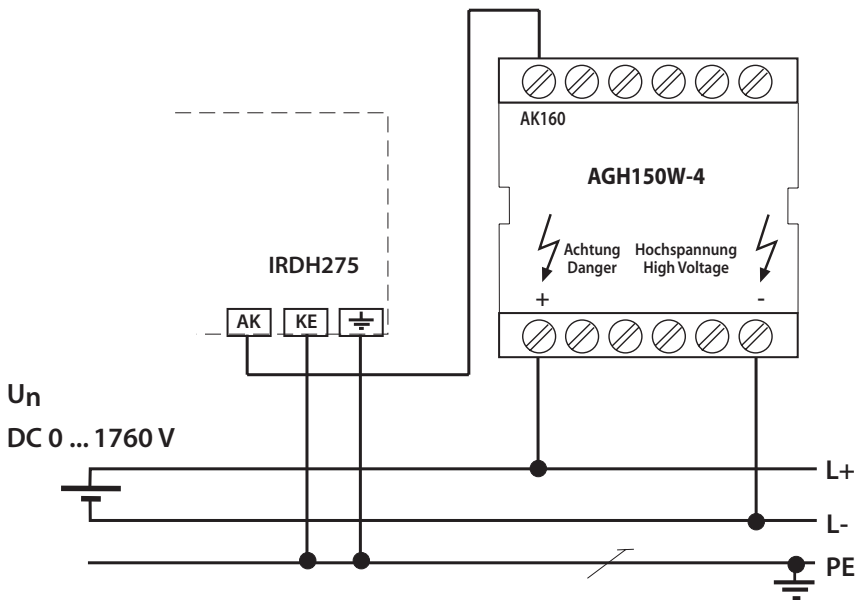 AK160
AGH150W-4
Achtung Hochspannung
Danger High Voltage
+ -
IRDH275
AK KE
Un
DC 0 ... 1760 V
L+
L-
PE